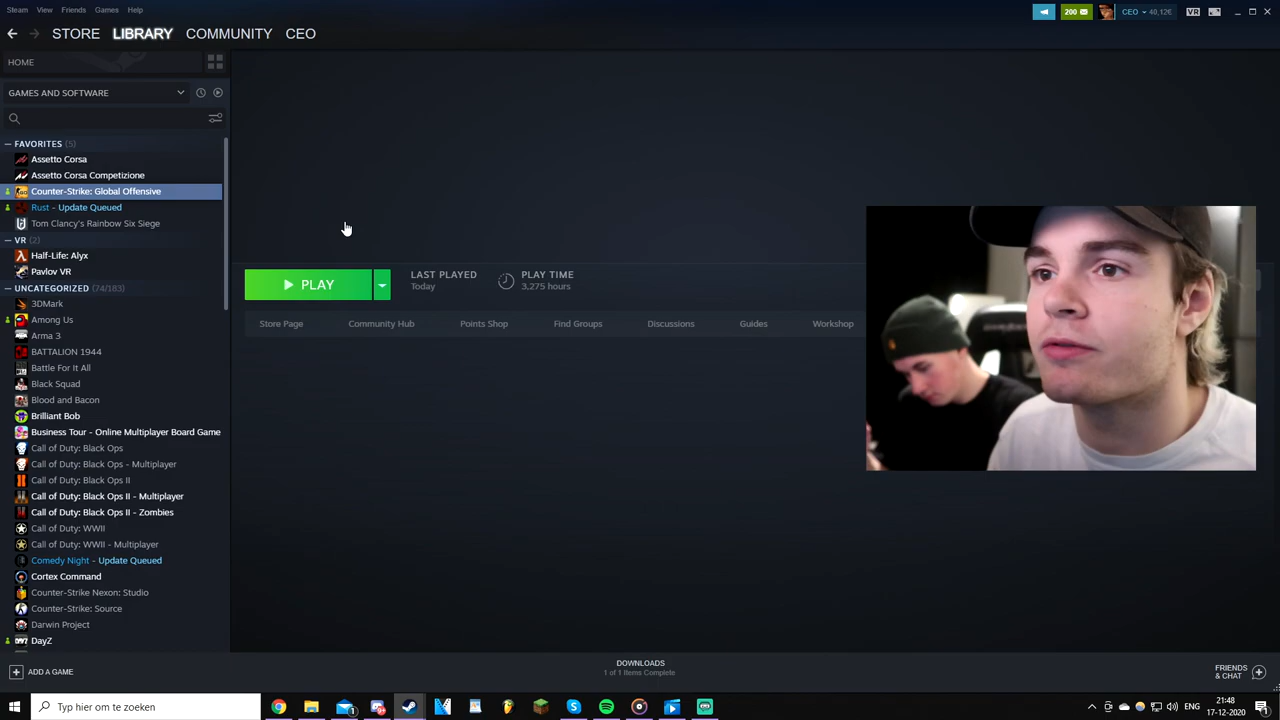 Steam View Friends Games Help
200 CEO 40,12€ VR
STORE LIBRARY COMMUNITY CEO
HOME
GAMES AND SOFTWARE
— FAVORITES (5)
Assetto Corsa
Assetto Corsa Competizione
Counter-Strike: Global Offensive
Rust - Update Queued
Tom Clancy's Rainbow Six Siege
— VR (2)
Half-Life: Alyx
Pavlov VR
— UNCATEGORIZED (74/183)
3DMark
Among Us
Arma 3
BATTALION 1944
Battle For It All
Black Squad
Blood and Bacon
Brilliant Bob
Business Tour - Online Multiplayer Board Game
Call of Duty: Black Ops
Call of Duty: Black Ops - Multiplayer
Call of Duty: Black Ops II
Call of Duty: Black Ops II - Multiplayer
Call of Duty: Black Ops II - Zombies
Call of Duty: WWII
Call of Duty: WWII - Multiplayer
Comedy Night - Update Queued
Cortex Command
Counter-Strike Nexon: Studio
Counter-Strike: Source
Darwin Project
DayZ
PLAY
LAST PLAYED
Today
PLAY TIME
3,275 hours
Store Page Community Hub Points Shop Find Groups Discussions Guides Workshop
ADD A GAME
DOWNLOADS
1 of 1 Items Complete
FRIENDS
& CHAT
Typ hier om te zoeken
ENG
21:48
17-12-2020